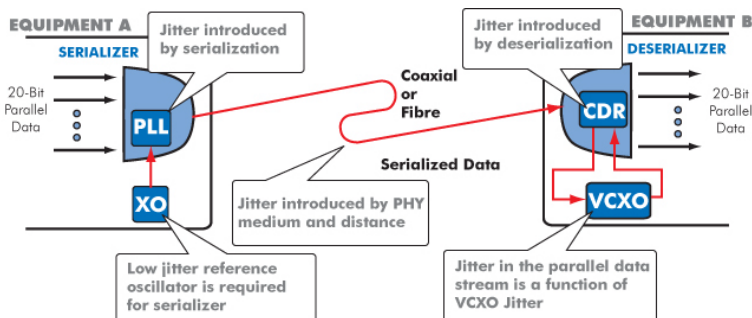 EQUIPMENT A
SERIALIZER
Jitter introduced
by serialization
20-Bit
Parallel
Data
PLL
XO
Low jitter reference
oscillator is required
for serializer
Coaxial
or
Fibre
Serialized Data
Jitter introduced by PHY
medium and distance
EQUIPMENT B
DESERIALIZER
Jitter introduced
by deserialization
CDR
20-Bit
Parallel
Data
VCXO
Jitter in the parallel data
stream is a function of
VCXO Jitter